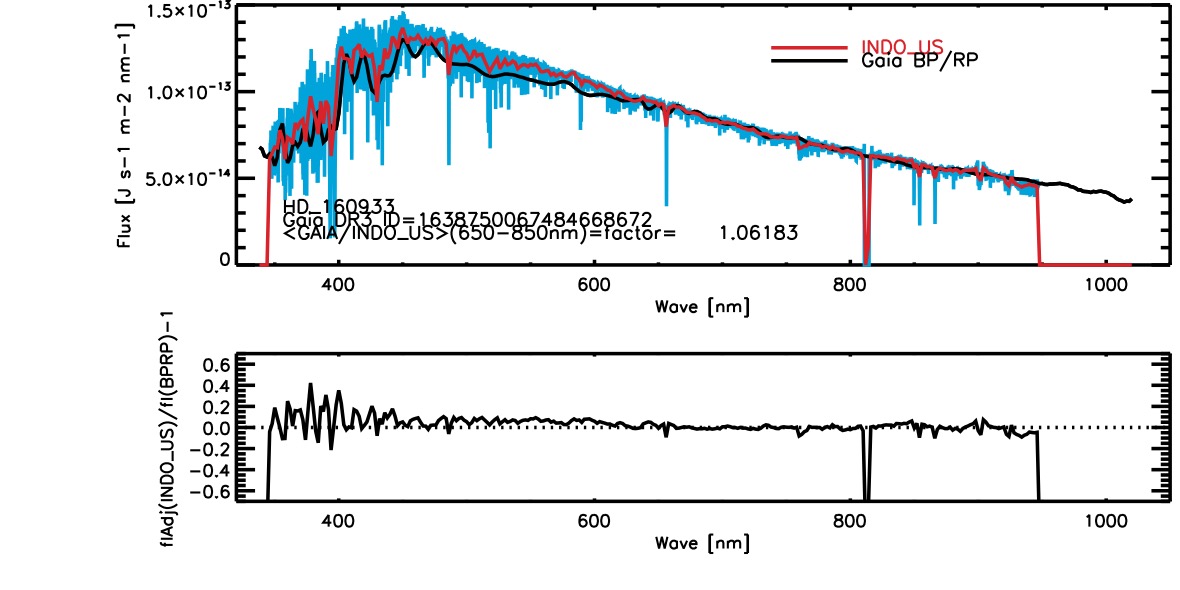 1.5×10−13
1.0×10−13
5.0×10−14
0
Flux [J s−1 m−2 nm−1]
INDO_US
Gaia BP/RP
HD_160933
Gaia DR3 ID=1638750067484668672
<GAIA/INDO_US>(650−850nm)=factor= 1.06183
400 600 800 1000
Wave [nm]
flAdj(INDO_US)/fl(BPRP)−1
0.6
0.4
0.2
0.0
−0.2
−0.4
−0.6
400 600 800 1000
Wave [nm]